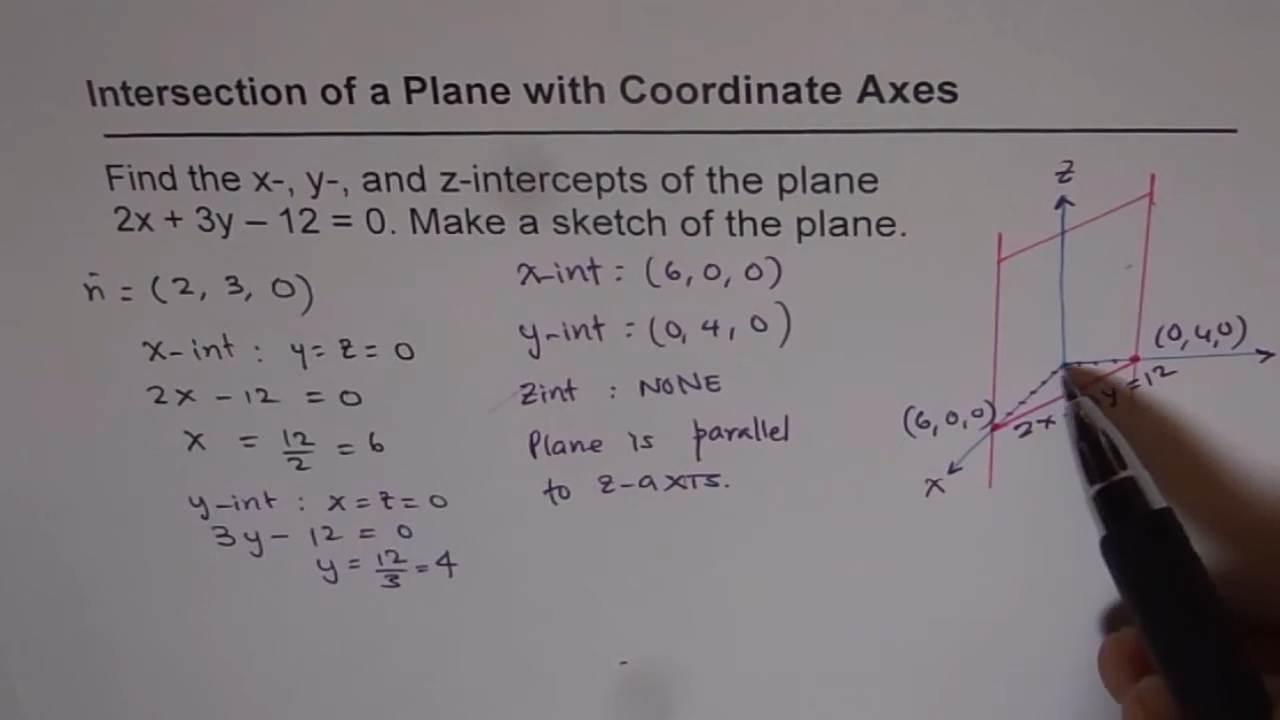 Intersection of a Plane with Coordinate Axes
Find the x-, y-, and z-intercepts of the plane
2x + 3y – 12 = 0. Make a sketch of the plane.
n = (2, 3, 0)
x-int : y = z = 0
2x - 12 = 0
x = 12/2 = 6
y-int : x = z = 0
3y - 12 = 0
y = 12/3 = 4
x-int : (6, 0, 0)
y-int : (0, 4, 0)
Zint : NONE
Plane is parallel
to z-axis.
z
(0,4,0)
(6,0,0)
2x y = 12
x